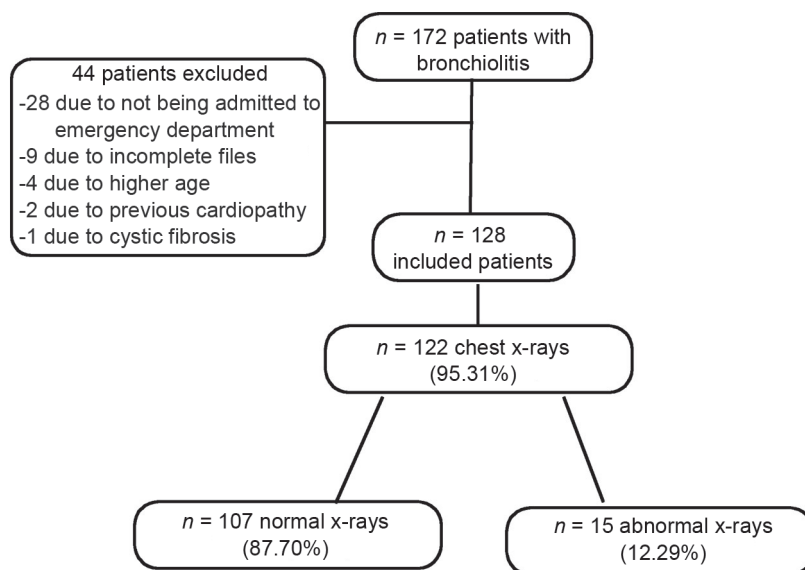 n = 172 patients with
bronchiolitis
44 patients excluded
-28 due to not being admitted to
emergency department
-9 due to incomplete files
-4 due to higher age
-2 due to previous cardiopathy
-1 due to cystic fibrosis
n = 128
included patients
n = 122 chest x-rays
(95.31%)
n = 107 normal x-rays
(87.70%)
n = 15 abnormal x-rays
(12.29%)